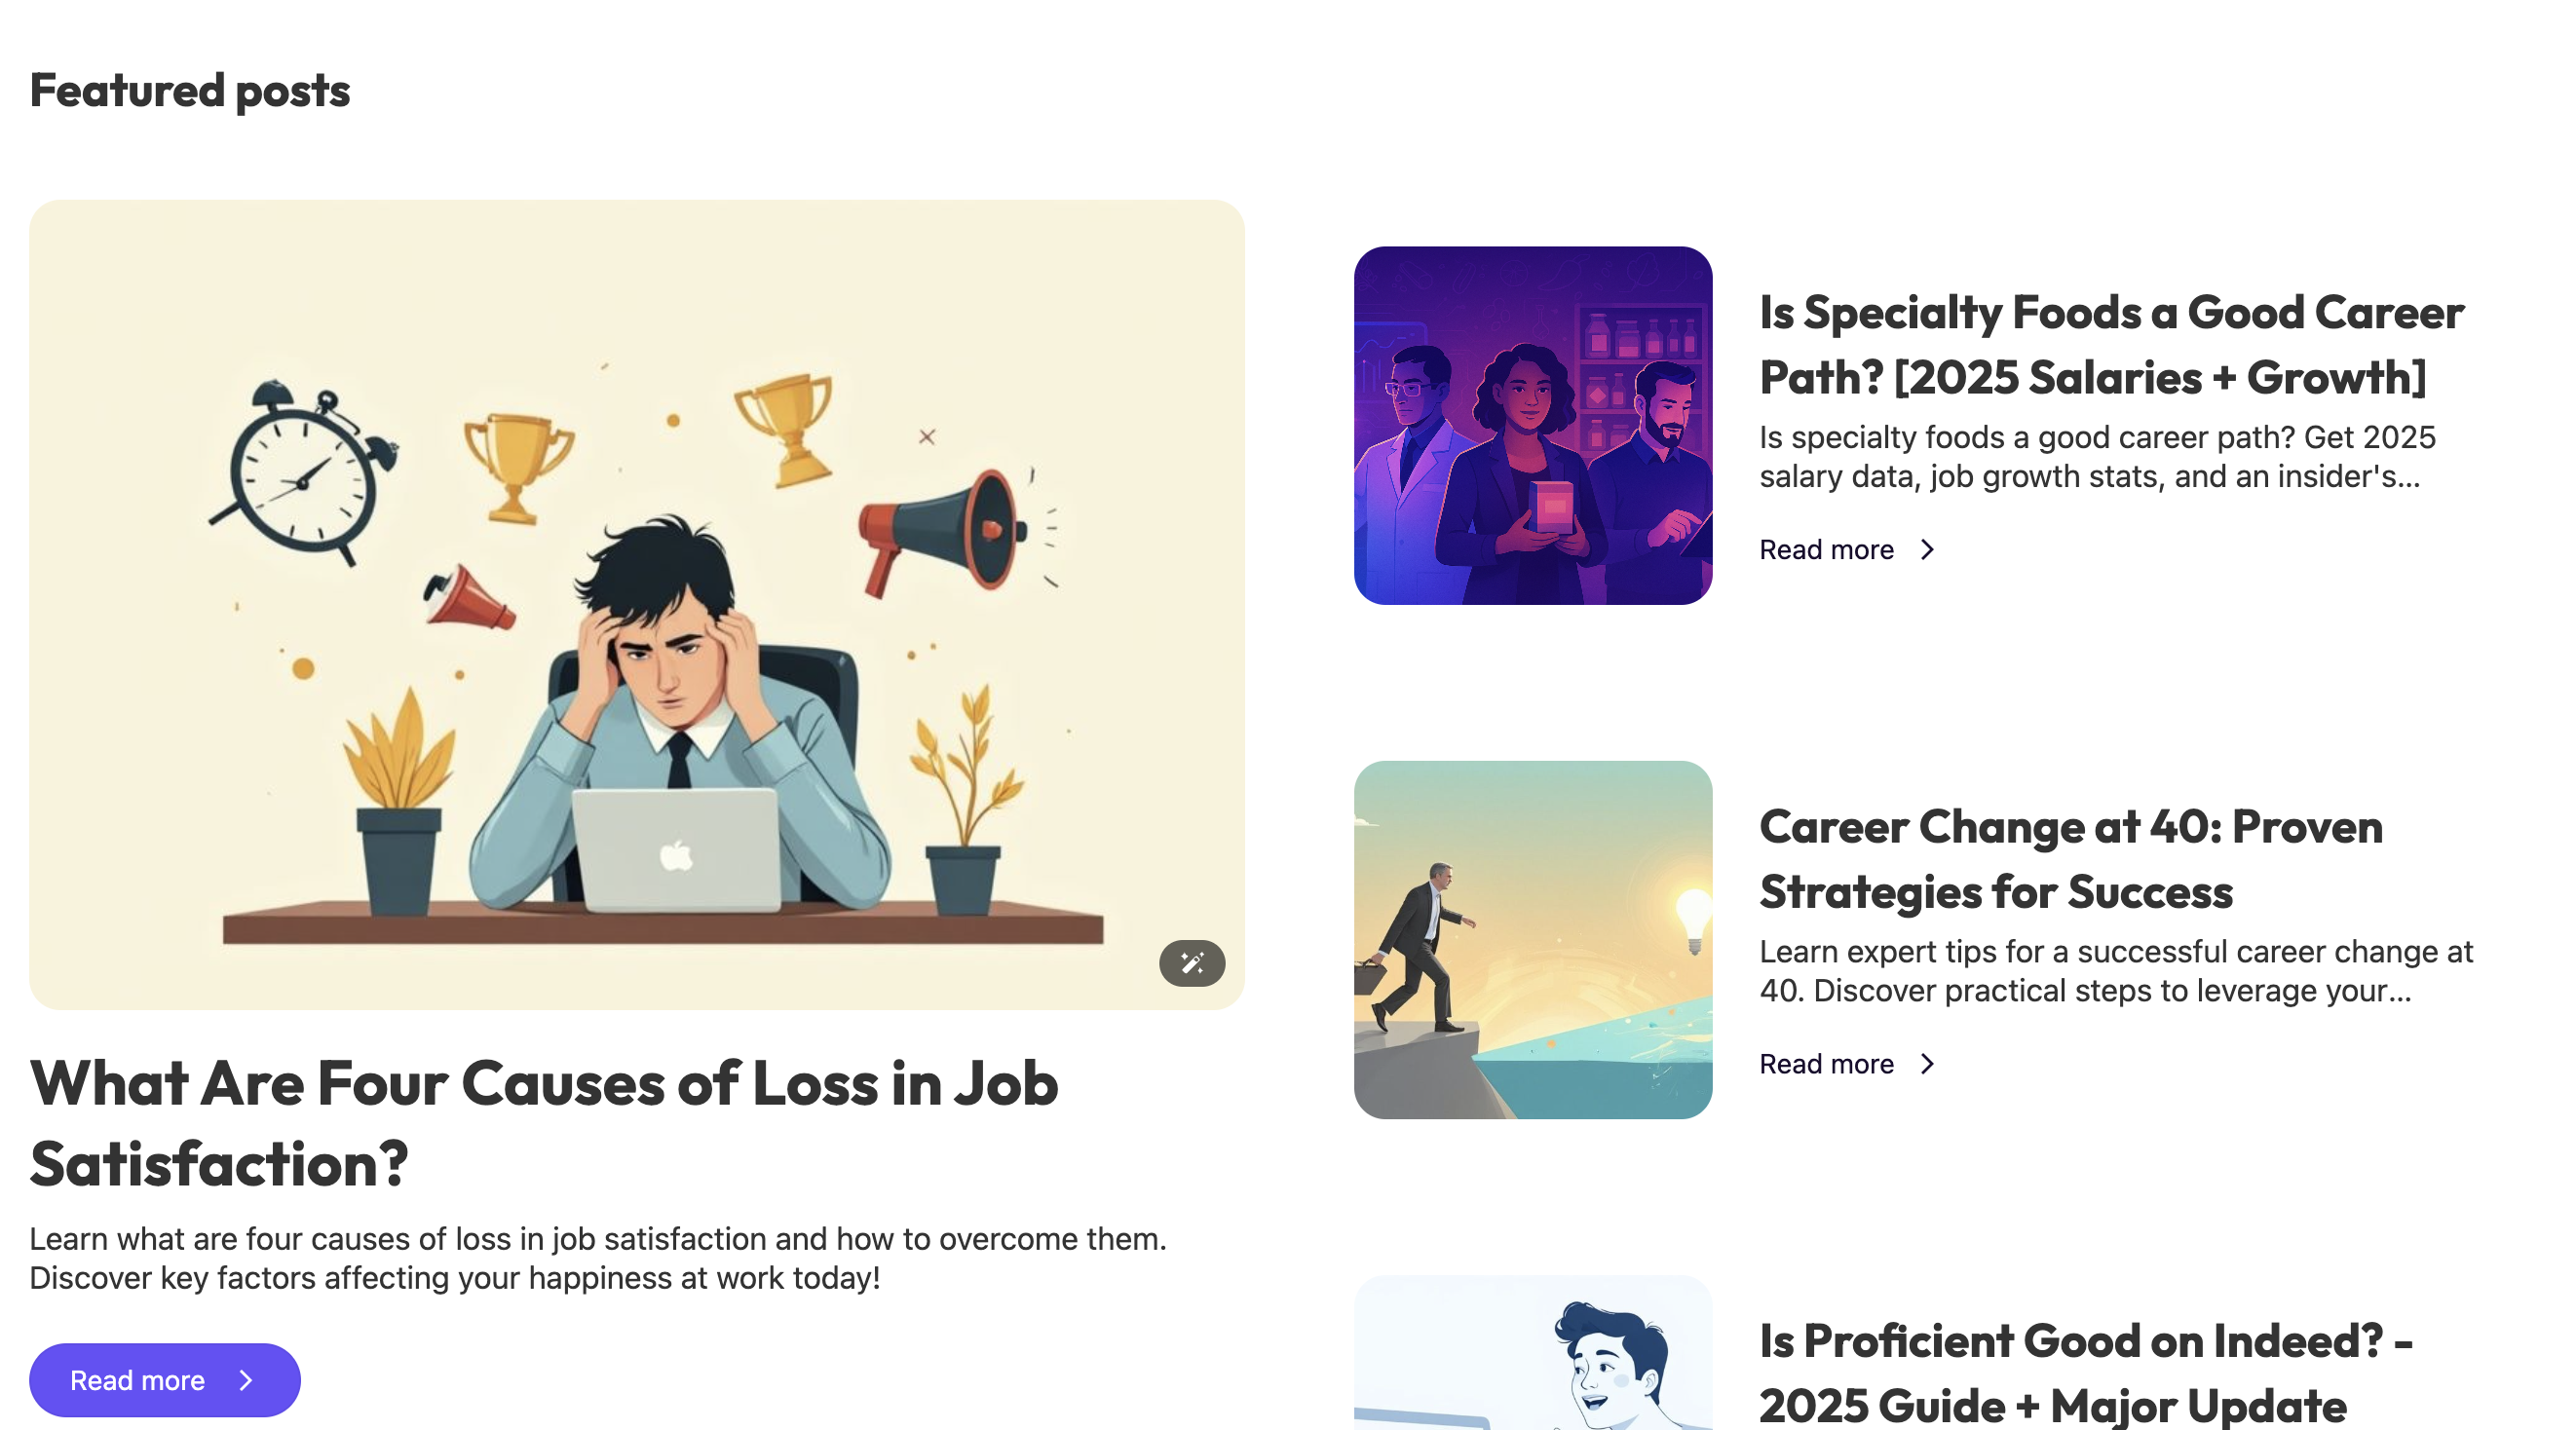 Featured posts
What Are Four Causes of Loss in Job
Satisfaction?
Learn what are four causes of loss in job satisfaction and how to overcome them.
Discover key factors affecting your happiness at work today!
Read more
Is Specialty Foods a Good Career
Path? [2025 Salaries + Growth]
Is specialty foods a good career path? Get 2025
salary data, job growth stats, and an insider's...
Read more
Career Change at 40: Proven
Strategies for Success
Learn expert tips for a successful career change at
40. Discover practical steps to leverage your...
Read more
Is Proficient Good on Indeed? -
2025 Guide + Major Update